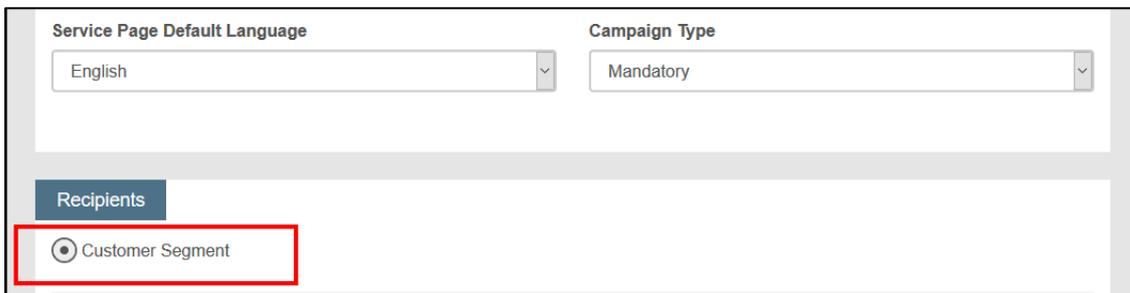 Service Page Default Language
Campaign Type
English
Mandatory
Recipients
Customer Segment